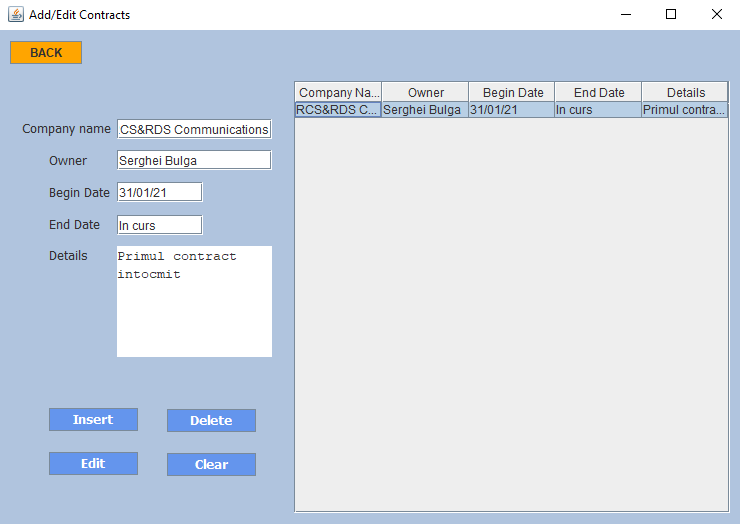 Add/Edit Contracts
BACK
Company name CS&RDS Communications
Owner Serghei Bulga
Begin Date 31/01/21
End Date In curs
Details Primul contract
intocmit
Insert Delete
Edit Clear
Company Na... Owner Begin Date End Date Details
RCS&RDS C... Serghei Bulga 31/01/21 In curs Primul contra...